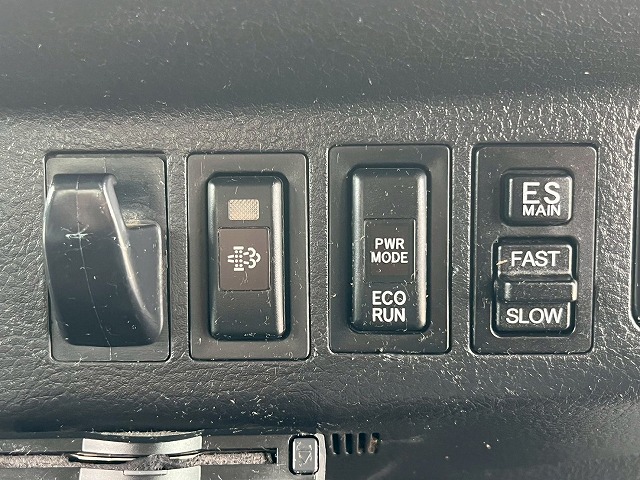 PWR
MODE
ECO
RUN
ES
MAIN
FAST
SLOW